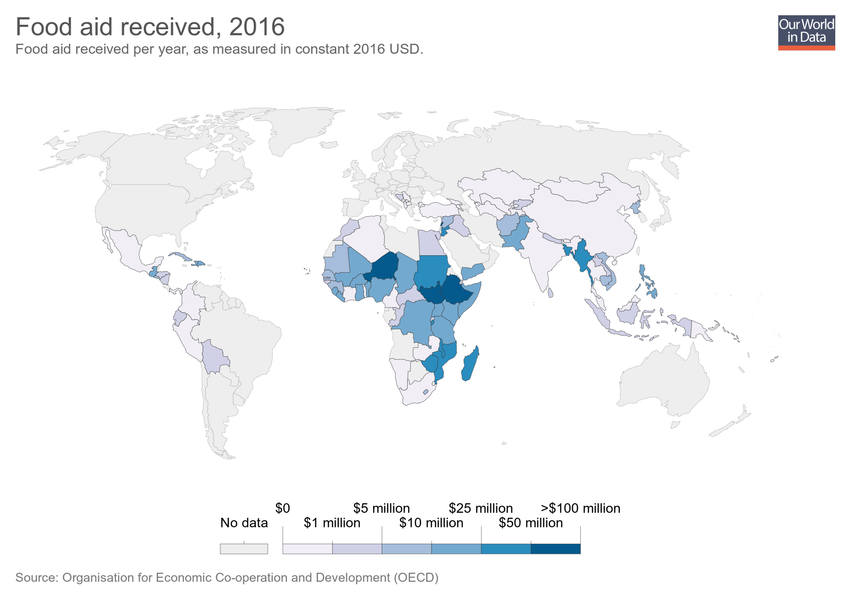 Food aid received, 2016
Our World
in Data
Food aid received per year, as measured in constant 2016 USD.
$0 $5 million $25 million >$100 million
No data $1 million $10 million $50 million
Source: Organisation for Economic Co-operation and Development (OECD)